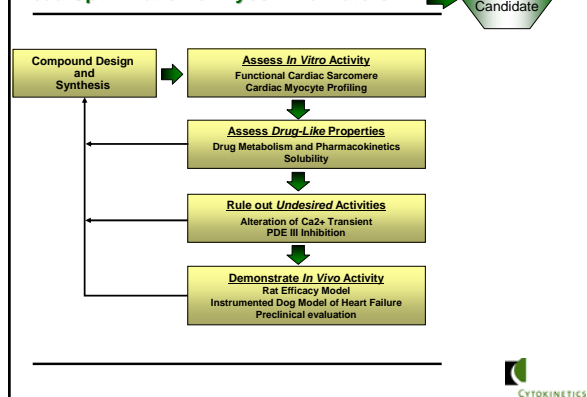 Candidate
Compound Design
and
Synthesis
Assess In Vitro Activity
Functional Cardiac Sarcomere
Cardiac Myocyte Profiling
Assess Drug-Like Properties
Drug Metabolism and Pharmacokinetics
Solubility
Rule out Undesired Activities
Alteration of Ca2+ Transient
PDE III Inhibition
Demonstrate In Vivo Activity
Rat Efficacy Model
Instrumented Dog Model of Heart Failure
Preclinical evaluation
CYTOKINETICS